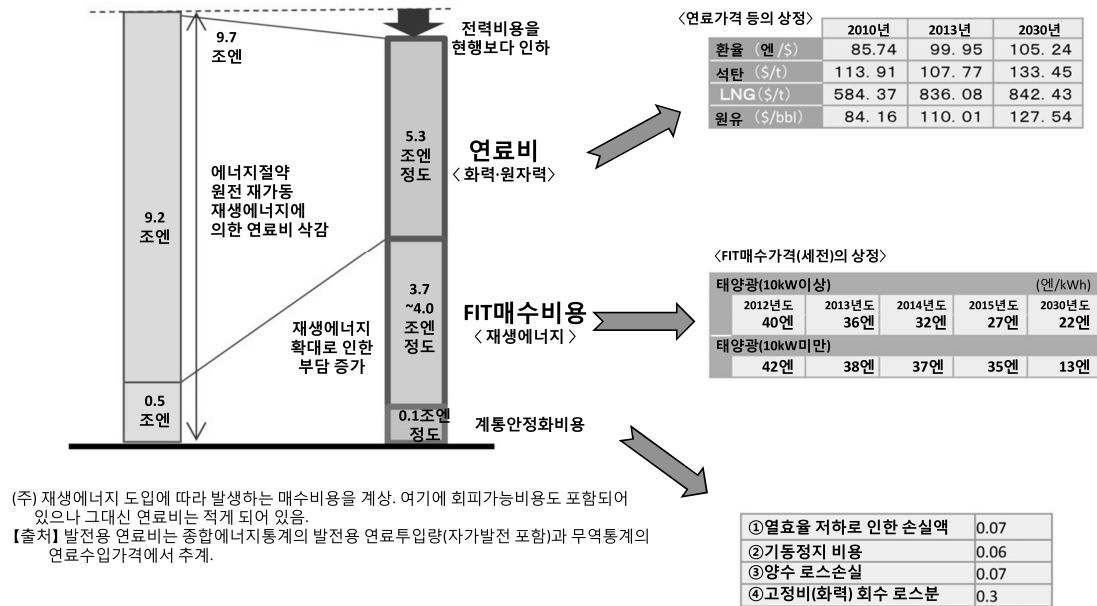 9.7
조엔
9.2
조엔
0.5
조엔
에너지절약
원전 재가동
재생에너지에
의한 연료비 삭감
재생에너지
확대로 인한
부담 증가
전력비용을
현행보다 인하
5.3
조엔
정도
3.7
~4.0
조엔
정도
0.1조엔
정도
연료비
〈 화력·원자력〉
FIT매수비용
〈 재생에너지 〉
계통안정화비용
〈연료가격 등의 상정〉
2010년 2013년 2030년
환율 (엔/$) 85.74 99. 95 105. 24
석탄 ($/t) 113. 91 107. 77 133. 45
LNG($/t) 584. 37 836. 08 842. 43
원유 ($/bbl) 84. 16 110. 01 127. 54
〈FIT매수가격(세전)의 상정〉
태양광(10kW이상) (엔/kWh)
2012년도 2013년도 2014년도 2015년도 2030년도
40엔 36엔 32엔 27엔 22엔
태양광(10kW미만)
42엔 38엔 37엔 35엔 13엔
①열효율 저하로 인한 손실액 0.07
②기동정지 비용 0.06
③양수 로스손실 0.07
④고정비(화력) 회수 로스분 0.3
(주) 재생에너지 도입에 따라 발생하는 매수비용을 계상. 여기에 회피가능비용도 포함되어
있으나 그대신 연료비는 적게 되어 있음.
【출처】 발전용 연료비는 종합에너지통계의 발전용 연료투입량(자가발전 포함)과 무역통계의
연료수입가격에서 추계.